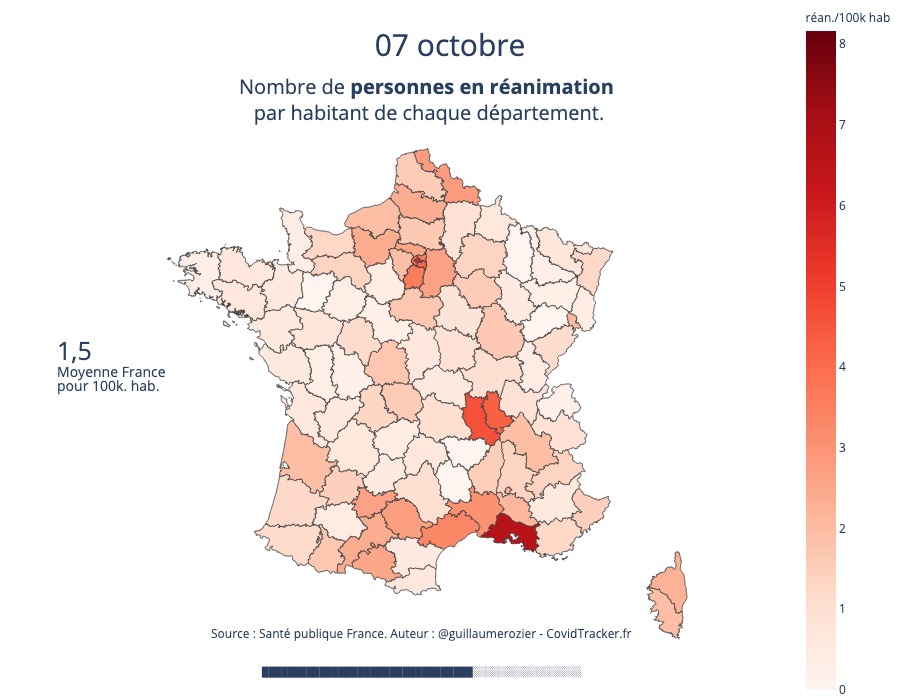 07 octobre
Nombre de personnes en réanimation
par habitant de chaque département.
réan./100k hab
8
7
6
5
4
3
2
1
0
1,5
Moyenne France
pour 100k. hab.
Source : Santé publique France. Auteur : @guillaumerozier - CovidTracker.fr